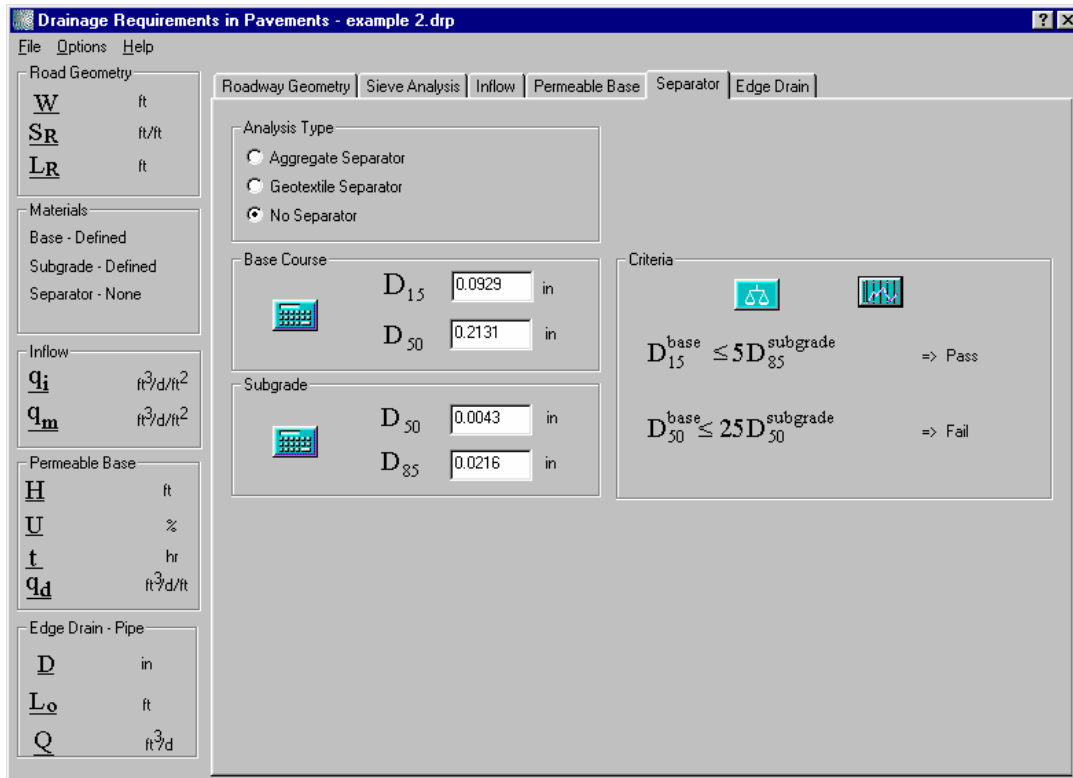 Drainage Requirements in Pavements - example 2.drp
File Options Help
Road Geometry
W ft
SR ft/ft
LR ft
Materials
Base - Defined
Subgrade - Defined
Separator - None
Inflow
qi ft3/d/ft2
qm ft3/d/ft2
Permeable Base
H ft
U %
t hr
qd ft3/d/ft
Edge Drain - Pipe
D in
Lo ft
Q ft3/d
Roadway Geometry Sieve Analysis Inflow Permeable Base Separator Edge Drain
Analysis Type
Aggregate Separator
Geotextile Separator
No Separator
Base Course
D15 0.0929 in
D50 0.2131 in
Subgrade
D50 0.0043 in
D85 0.0216 in
Criteria
D15base ≤5D85subgrade => Pass
D50base ≤ 25D50subgrade => Fail